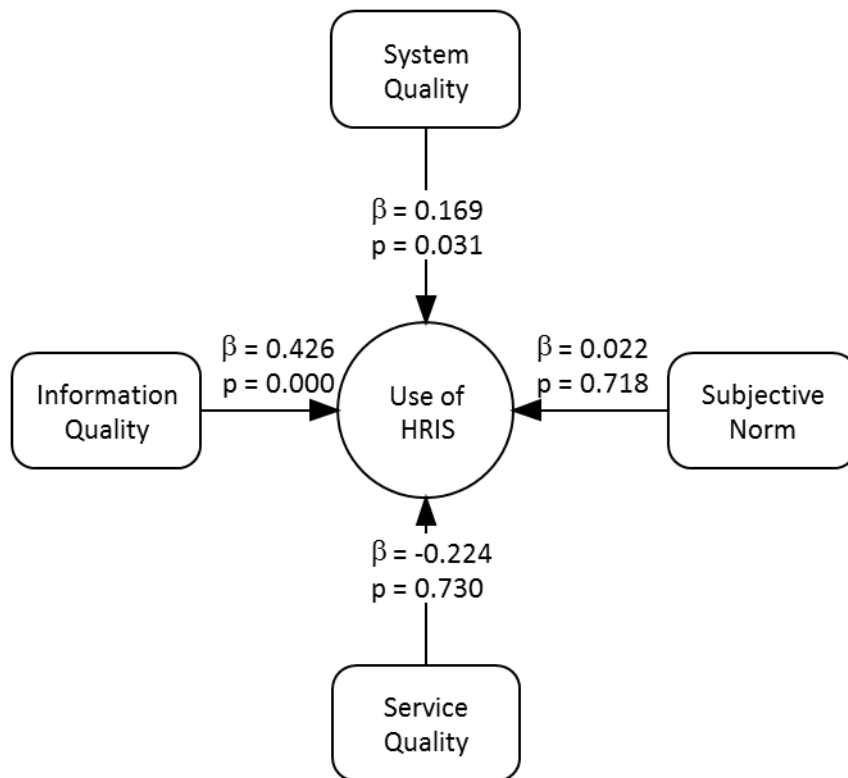 System
Quality
β = 0.169
p = 0.031
β = 0.426
p = 0.000
β = 0.022
p = 0.718
Information
Quality
Use of
HRIS
Subjective
Norm
β = -0.224
p = 0.730
Service
Quality